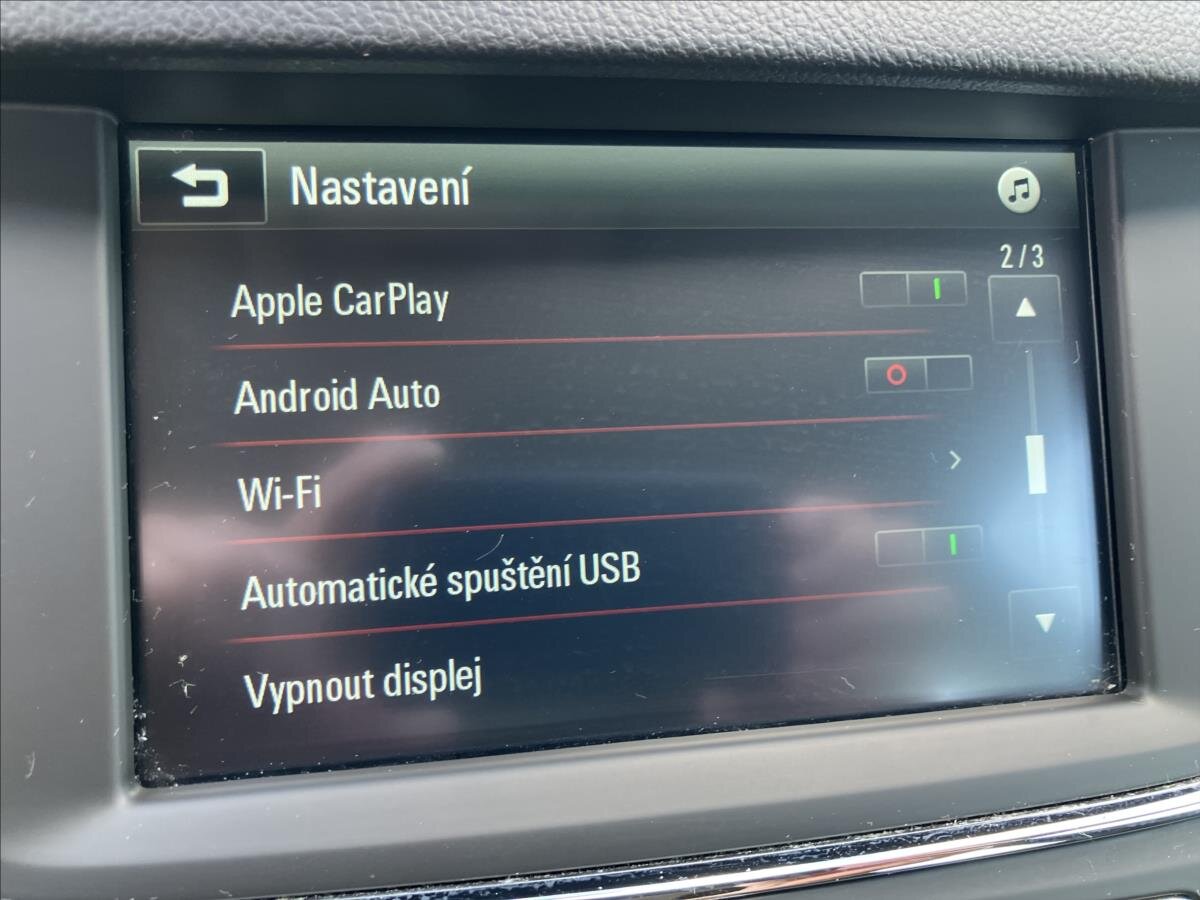 Nastavení
2/3
Apple CarPlay
Android Auto
Wi-Fi
Automatické spuštění USB
Vypnout displej